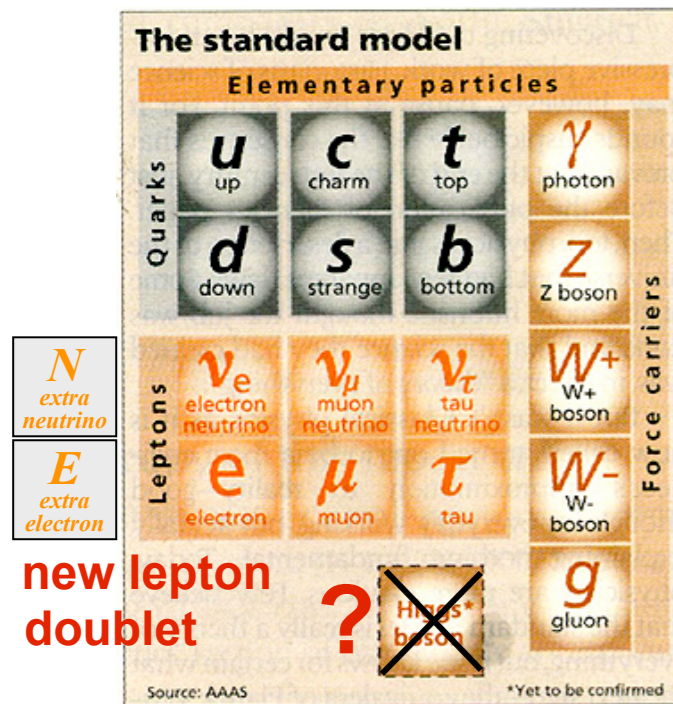 The standard model
Elementary particles
Quarks
u
up
c
charm
t
top
γ
photon
d
down
s
strange
b
bottom
Z
Z boson
Force carriers
N
extra
neutrino
Leptons
νe
electron
neutrino
νμ
muon
neutrino
ντ
tau
neutrino
W+
W+
boson
E
extra
electron
e
electron
μ
muon
τ
tau
W-
W-
boson
new lepton
doublet
?
Higgs*
boson
g
gluon
Source: AAAS
*Yet to be confirmed